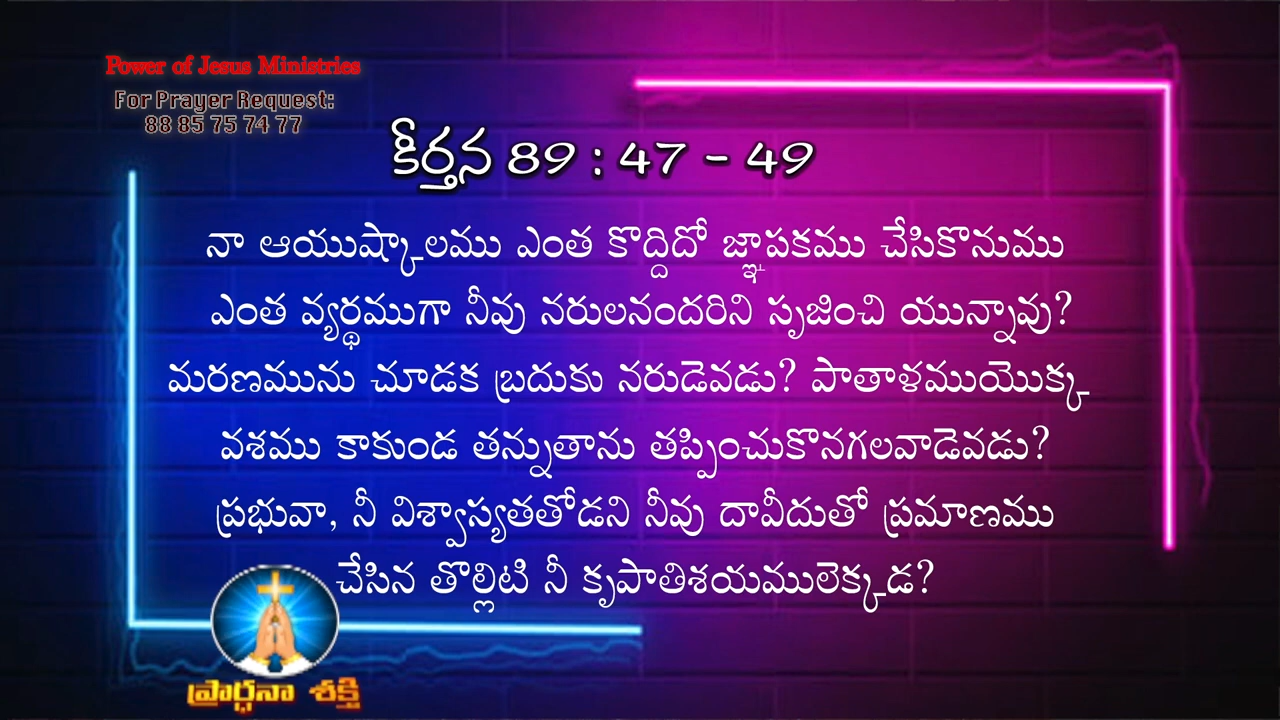 Power of Jesus Ministries
For Prayer Request:
88 85 75 74 77
కీర్తన 89 : 47 - 49
నా ఆయుష్కాలము ఎంత కొద్దిదో జ్ఞాపకము చేసికొనుము
ఎంత వ్యర్థముగా నీవు నరులనందరిని సృజించి యున్నావు?
మరణమును చూడక బ్రదుకు నరుడెవడు? పాతాళముయొక్క
వశము కాకుండ తన్నుతాను తప్పించుకొనగలవాడెవడు?
ప్రభువా, నీ విశ్వాస్యతతోడని నీవు దావీదుతో ప్రమాణము
చేసిన తొల్లిటి నీ కృపాతిశయములెక్కడ?
ప్రార్ధనా శక్తి